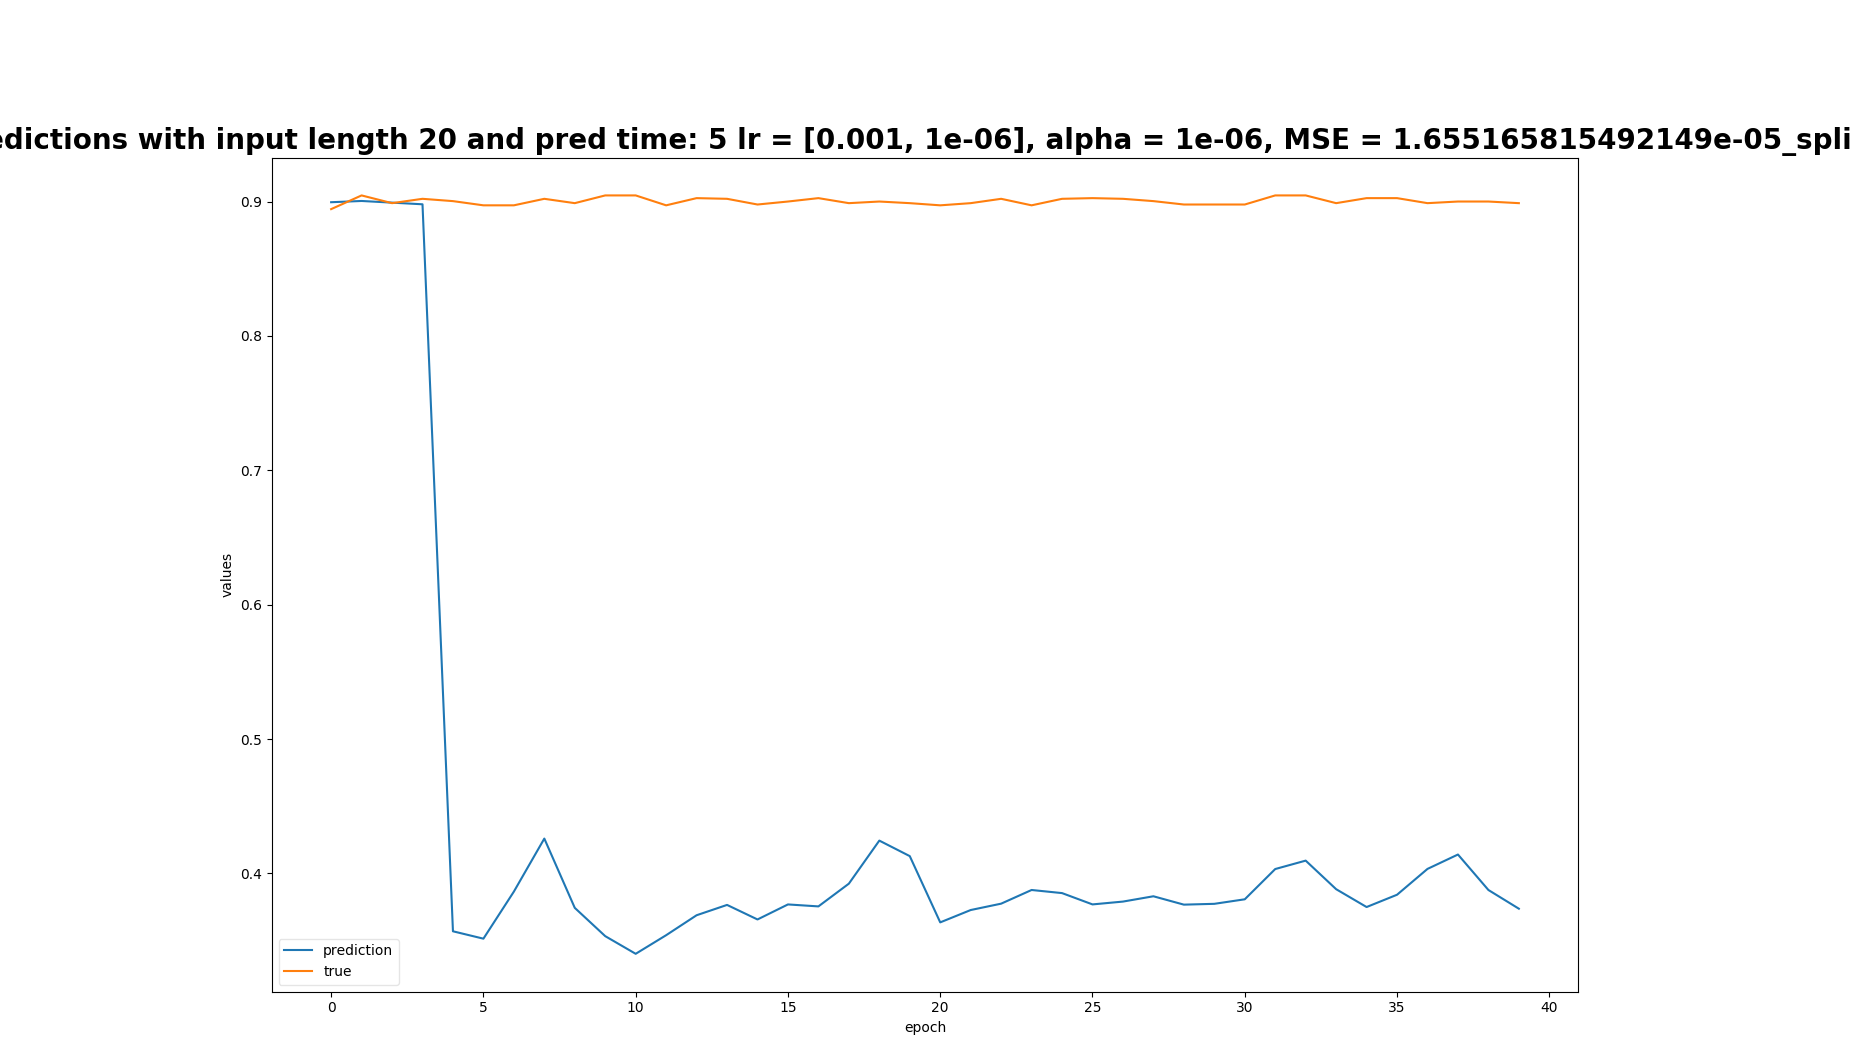 edictions with input length 20 and pred time: 5 lr = [0.001, 1e-06], alpha = 1e-06, MSE = 1.655165815492149e-05_spli
0.9
0.8
0.7
0.6
0.5
0.4
values
prediction
true
0 5 10 15 20 25 30 35 40
epoch